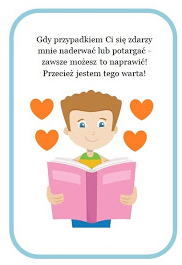 Gdy przypadkiem Ci się zdarzy
mnie naderwać lub potargać -
zawsze możesz to naprawić!
Przecież jestem tego warta!